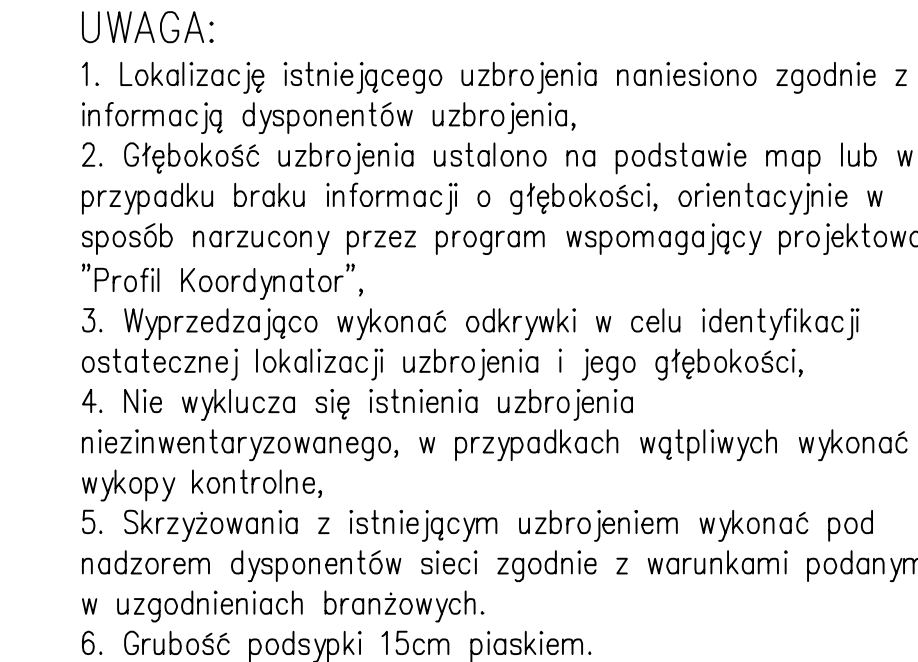 UWAGA:
1. Lokalizację istniejącego uzbrojenia naniesiono zgodnie z
informacją dysponentów uzbrojenia,
2. Głębokość uzbrojenia ustalono na podstawie map lub w
przypadku braku informacji o głębokości, orientacyjnie w
sposób narzucony przez program wspomagający
"Profil Koordynator",
3. Wyprzedzająco wykonać odkrywki w celu identyfikacji
ostatecznej lokalizacji uzbrojenia i jego głębokości,
4. Nie wyklucza się istnienia uzbrojenia
niezinwentaryzowanego, w przypadkach wątpliwych wykonać
wykopy kontrolne,
5. Skrzyżowania z istniejącym uzbrojeniem wykonać pod
nadzorem dysponentów sieci zgodnie z warunkami
w uzgodnieniach branżowych.
6. Grubość podsypki 15cm piaskiem.